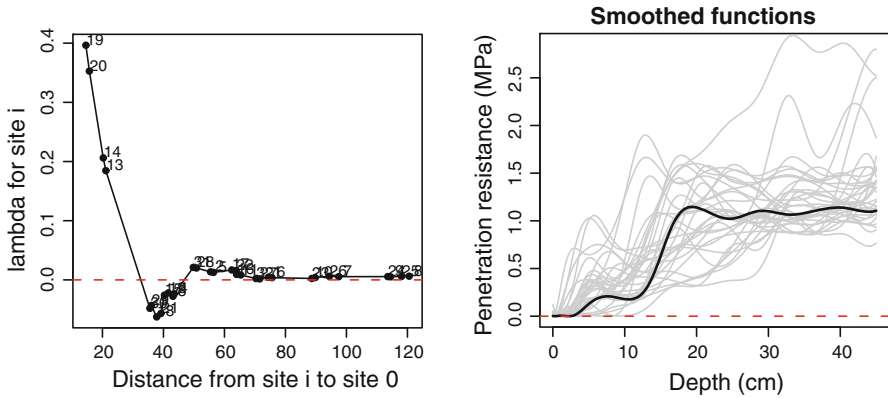 0.4
0.3
0.2
0.1
0.0
lambda for site i
19
20
14
13
20 40 60 80 100 120
Distance from site i to site 0
Smoothed functions
2.5
2.0
1.5
1.0
0.5
0.0
Penetration resistance (MPa)
0 10 20 30 40
Depth (cm)